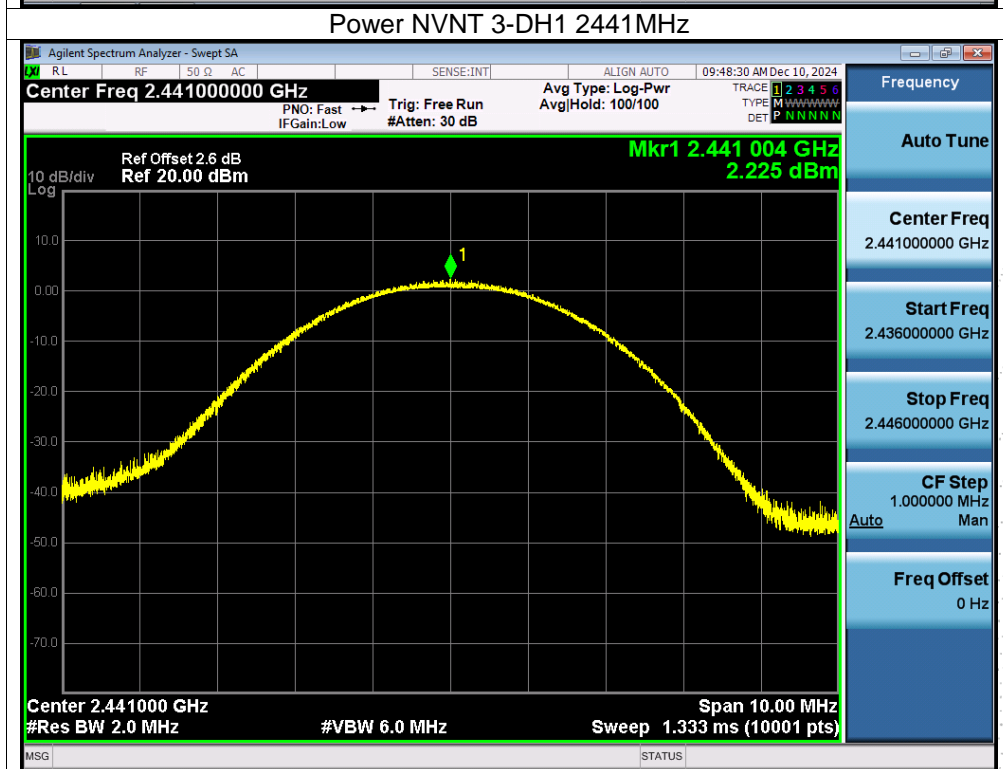 Power NVNT 3-DH1 2441MHz
Agilent Spectrum Analyzer - Swept SA
LXI RL RF 50 Ω AC SENSE:INT ALIGN AUTO 09:48:30 AM Dec 10, 2024
Center Freq 2.441000000 GHz
PNO: Fast
IFGain:Low
Trig: Free Run
#Atten: 30 dB
Avg Type: Log-Pwr
Avg|Hold: 100/100
TRACE 1 2 3 4 5 6
TYPE M WWWWW
DET P N N N N N
Ref Offset 2.6 dB
10 dB/div Ref 20.00 dBm
Log
Mkr1 2.441 004 GHz
2.225 dBm
1
10.0
0.00
-10.0
-20.0
-30.0
-40.0
-50.0
-60.0
-70.0
Center 2.441000 GHz Span 10.00 MHz
#Res BW 2.0 MHz #VBW 6.0 MHz Sweep 1.333 ms (10001 pts)
MSG STATUS
Frequency
Auto Tune
Center Freq
2.441000000 GHz
Start Freq
2.436000000 GHz
Stop Freq
2.446000000 GHz
CF Step
1.000000 MHz
Auto Man
Freq Offset
0 Hz